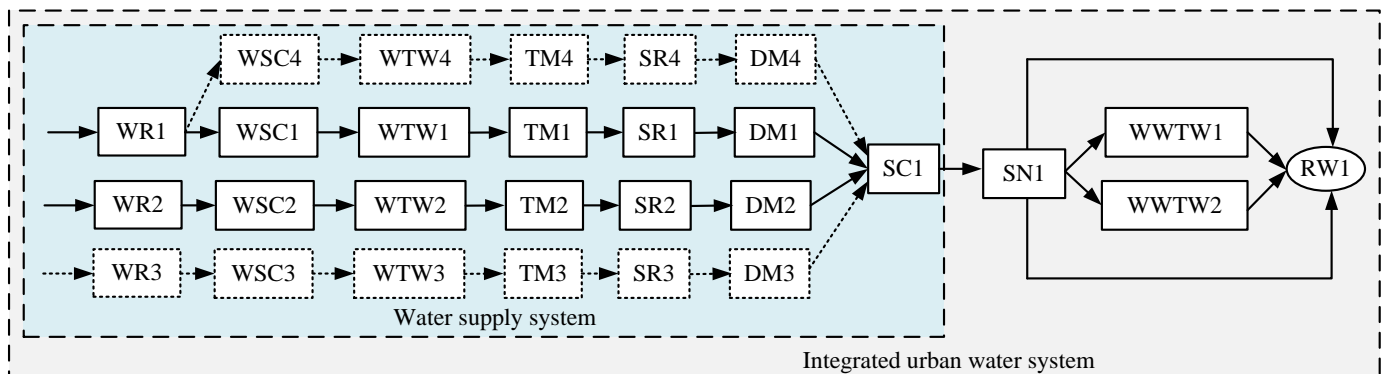 WSC4 WTW4 TM4 SR4 DM4
WR1 WSC1 WTW1 TM1 SR1 DM1
WWTW1
SC1 SN1 RW1
WR2 WSC2 WTW2 TM2 SR2 DM2
WWTW2
WR3 WSC3 WTW3 TM3 SR3 DM3
Water supply system
Integrated urban water system